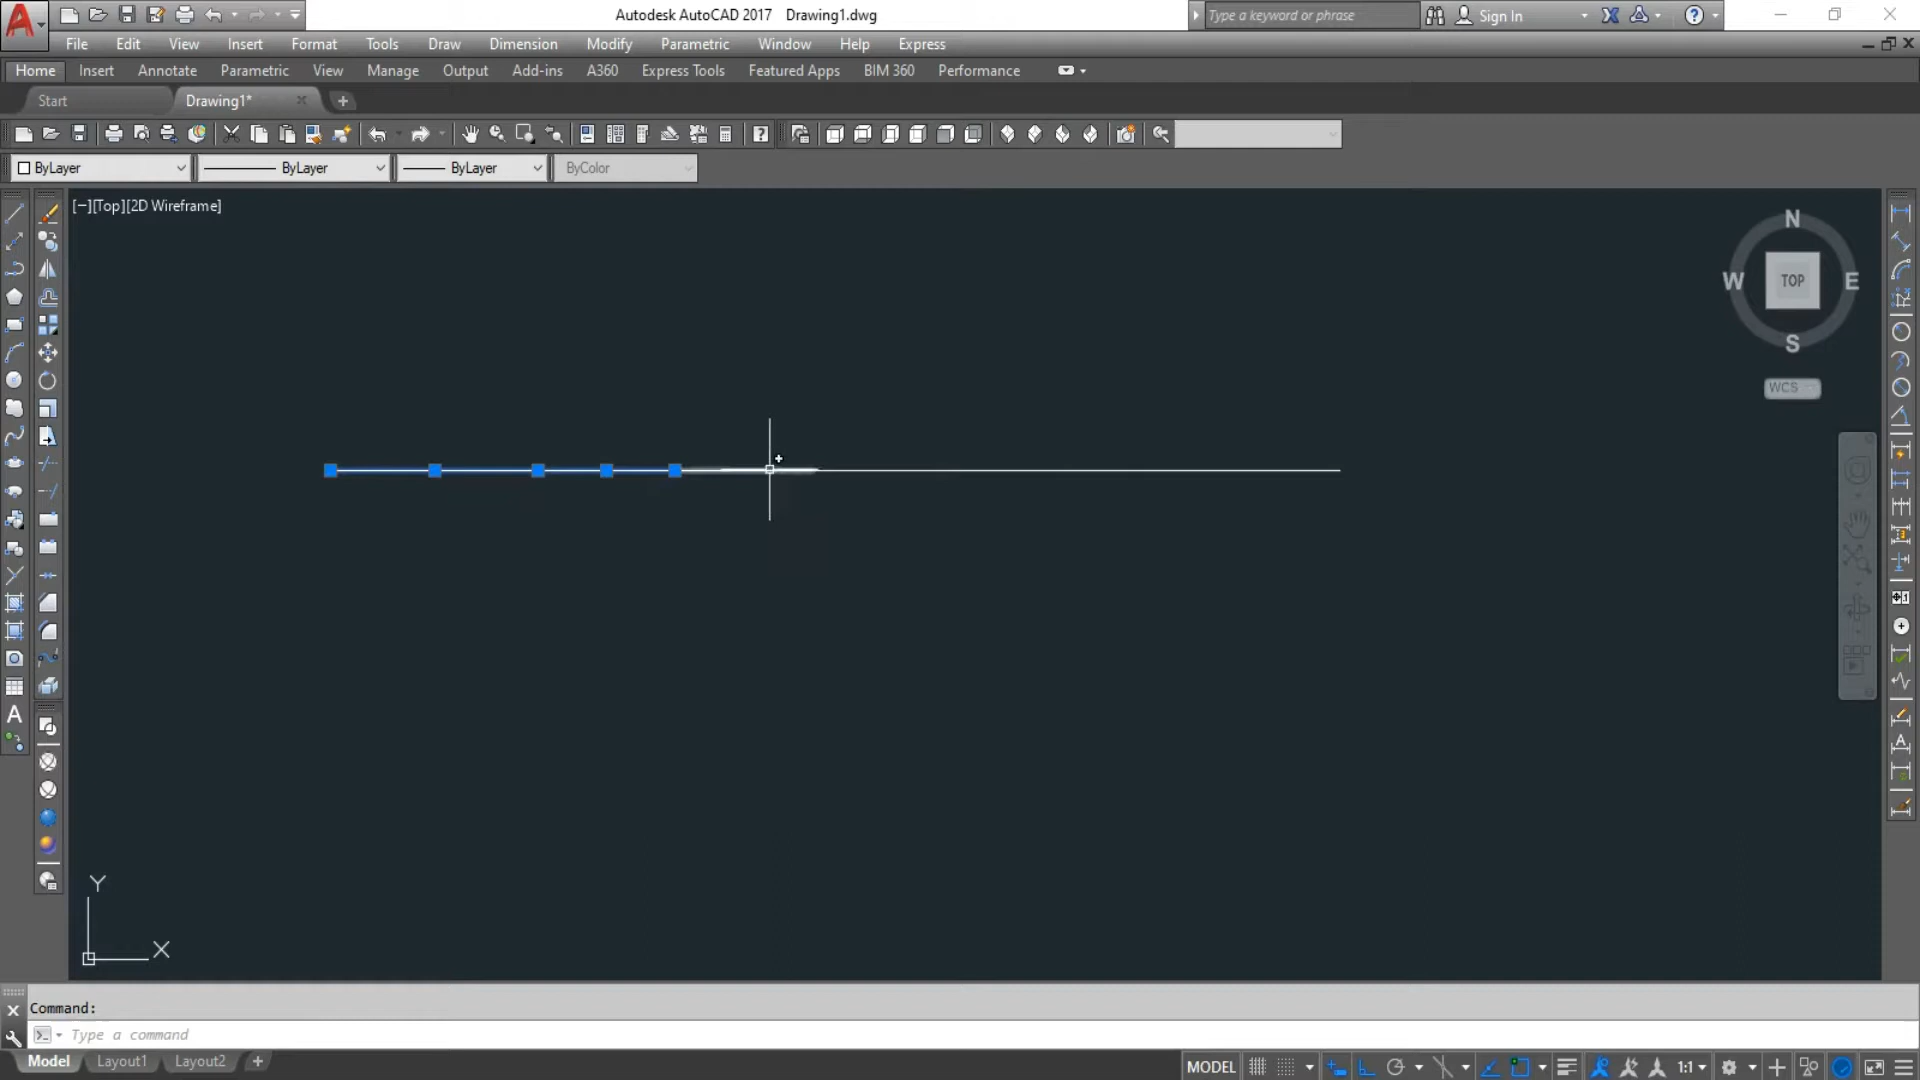 Autodesk AutoCAD 2017 Drawing1.dwg
Type a keyword or phrase
Sign In
File Edit View Insert Format Tools Draw Dimension Modify Parametric Window Help Express
Home Insert Annotate Parametric View Manage Output Add-ins A360 Express Tools Featured Apps BIM 360 Performance
Start Drawing1*
ByLayer ByLayer ByLayer ByColor
[−][Top][2D Wireframe]
N
W TOP E
S
WCS
A
Y
X
Command:
Type a command
Model Layout1 Layout2
MODEL 1:1